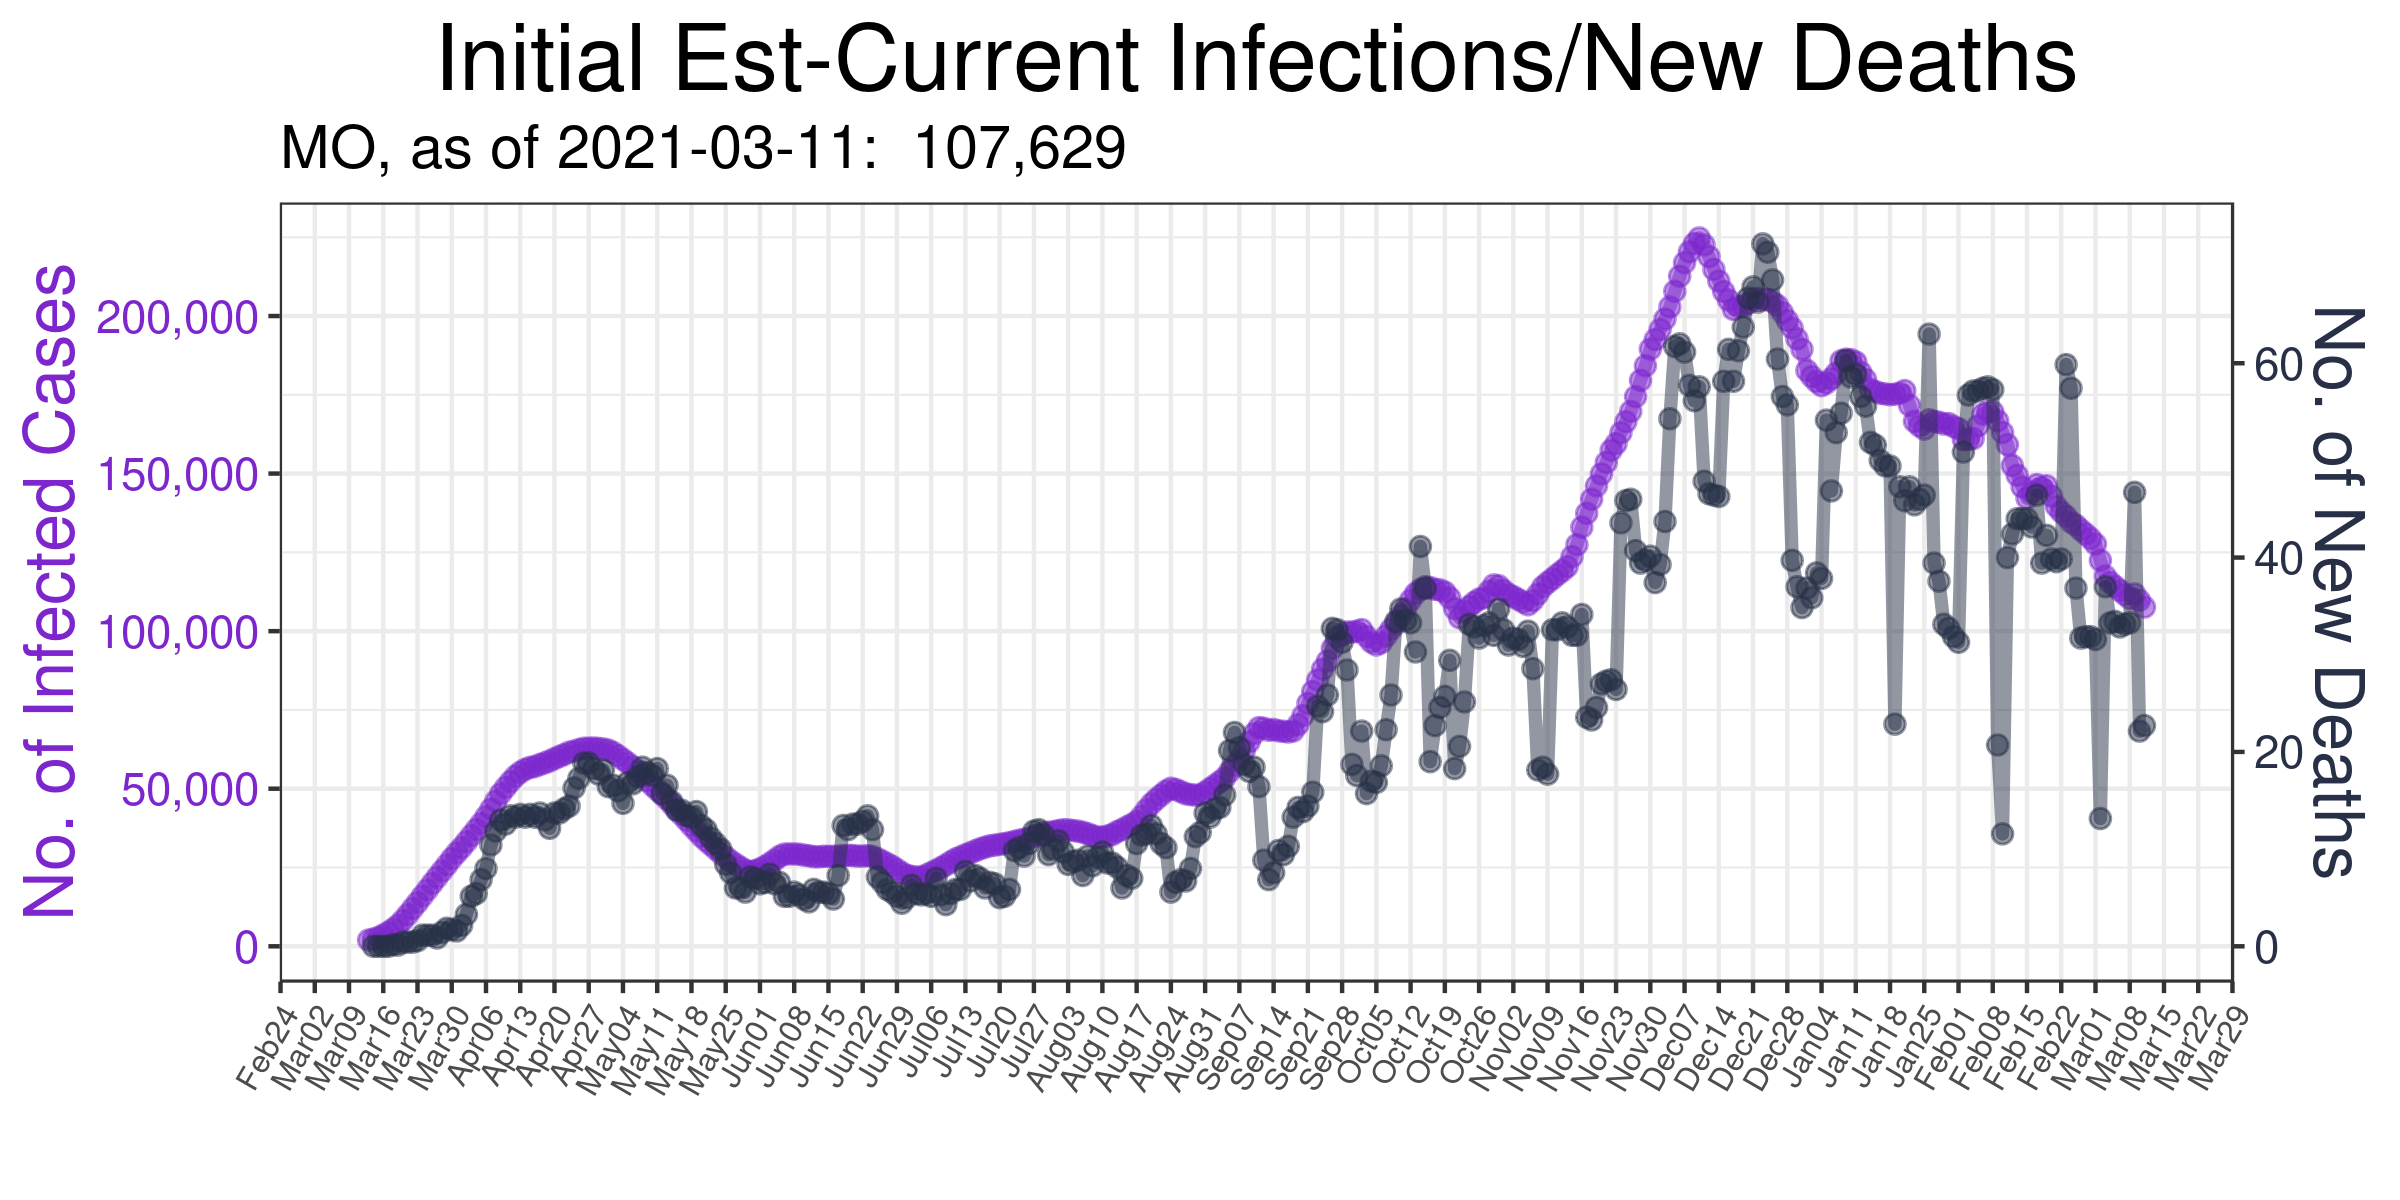 Initial Est-Current Infections/New Deaths
MO, as of 2021-03-11:  107,629
No. of Infected Cases
200,000
150,000
100,000
50,000
0
60
40
20
0
No. of New Deaths
Feb24
Mar02
Mar09
Mar16
Mar23
Mar30
Apr06
Apr13
Apr20
Apr27
May04
May11
May18
May25
Jun01
Jun08
Jun15
Jun22
Jun29
Jul06
Jul13
Jul20
Jul27
Aug03
Aug10
Aug17
Aug24
Aug31
Sep07
Sep14
Sep21
Sep28
Oct05
Oct12
Oct19
Oct26
Nov02
Nov09
Nov16
Nov23
Nov30
Dec07
Dec14
Dec21
Dec28
Jan04
Jan11
Jan18
Jan25
Feb01
Feb08
Feb15
Feb22
Mar01
Mar08
Mar15
Mar22
Mar29